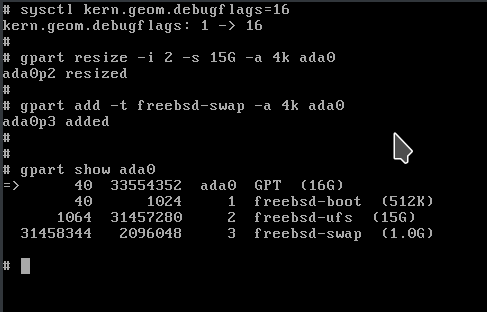 # sysctl kern.geom.debugflags=16
kern.geom.debugflags: 1 -> 16
#
# gpart resize -i 2 -s 15G -a 4k ada0
ada0p2 resized
#
# gpart add -t freebsd-swap -a 4k ada0
ada0p3 added
#
#
# gpart show ada0
=>      40  33554352  ada0  GPT  (16G)
        40      1024     1  freebsd-boot  (512K)
      1064  31457280     2  freebsd-ufs  (15G)
  31458344   2096048     3  freebsd-swap  (1.0G)
#